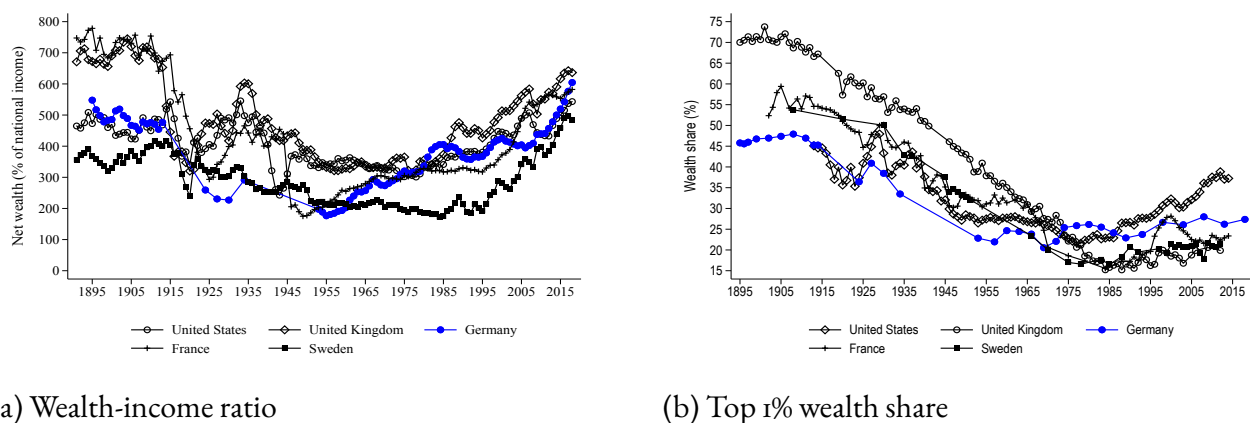 Net wealth (% of national income)
800
700
600
500
400
300
200
100
0
1895 1905 1915 1925 1935 1945 1955 1965 1975 1985 1995 2005 2015
United States United Kingdom Germany
France Sweden
a) Wealth-income ratio
Wealth share (%)
75
70
65
60
55
50
45
40
35
30
25
20
15
1895 1905 1915 1925 1935 1945 1955 1965 1975 1985 1995 2005 2015
United States United Kingdom Germany
France Sweden
(b) Top 1% wealth share